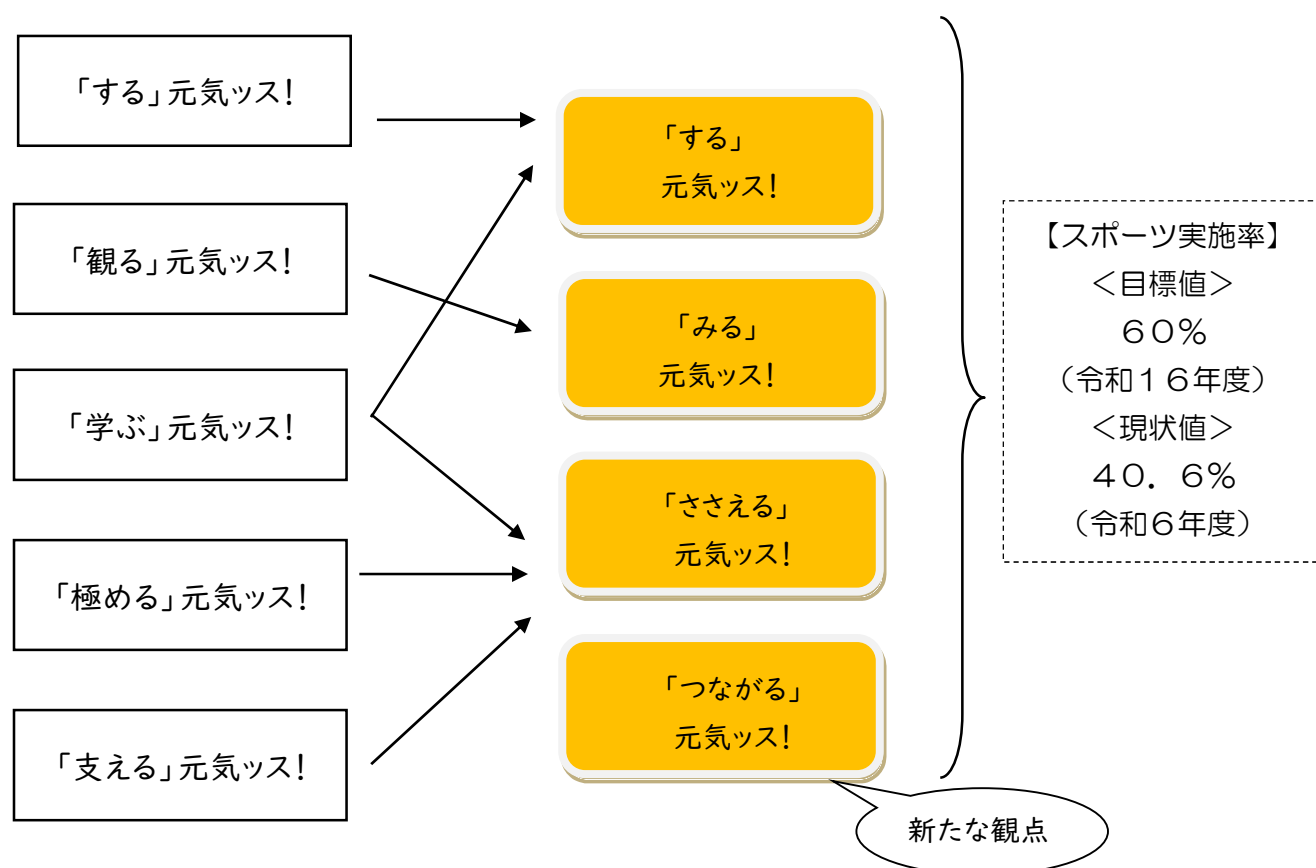 「する」元気ッス!
「観る」元気ッス!
「学ぶ」元気ッス!
「極める」元気ッス!
「支える」元気ッス!
「する」
元気ッス!
「みる」
元気ッス!
「ささえる」
元気ッス!
「つながる」
元気ッス!
新たな観点
【スポーツ実施率】
<目標値>
60%
(令和16年度)
<現状値>
40.6%
(令和6年度)